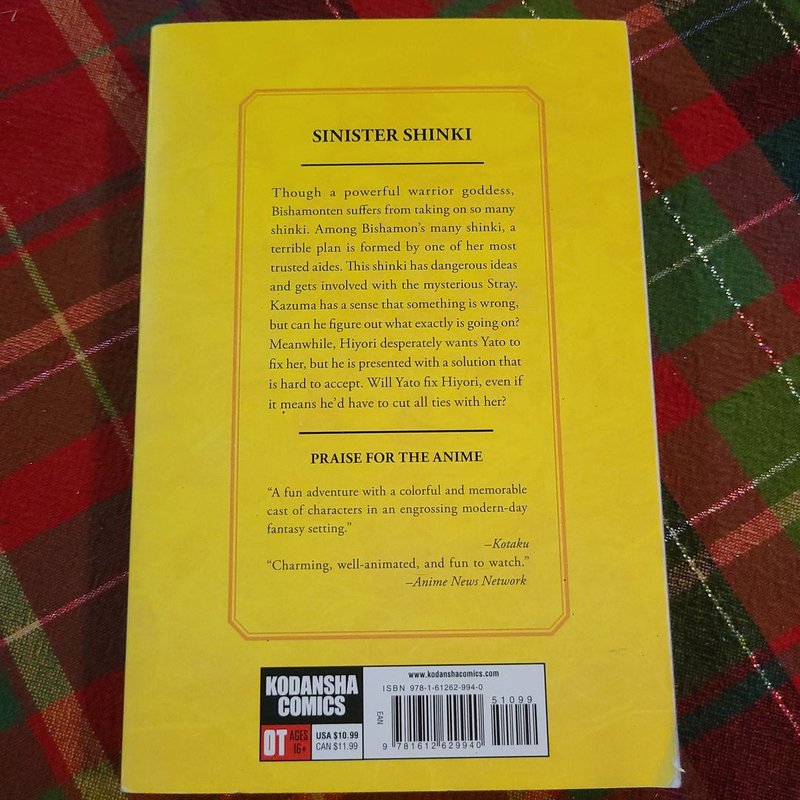 SINISTER SHINKI
Though a powerful warrior goddess,
Bishamonten suffers from taking on so many
shinki. Among Bishamon's many shinki, a
terrible plan is formed by one of her most
trusted aides. This shinki has dangerous ideas
and gets involved with the mysterious Stray.
Kazuma has a sense that something is wrong,
but can he figure out what exactly is going on?
Meanwhile, Hiyori desperately wants Yato to
fix her, but he is presented with a solution that
is hard to accept. Will Yato fix Hiyori, even if
it means he'd have to cut all ties with her?
PRAISE FOR THE ANIME
“A fun adventure with a colorful and memorable
cast of characters in an engrossing modern-day
fantasy setting.”
–Kotaku
“Charming, well-animated, and fun to watch.”
–Anime News Network
KODANSHA
COMICS
OT AGES
16+
USA $10.99
CAN $11.99
www.kodanshacomics.com
ISBN 978-1-61262-994-0
51099
EAN
9 781612 629940